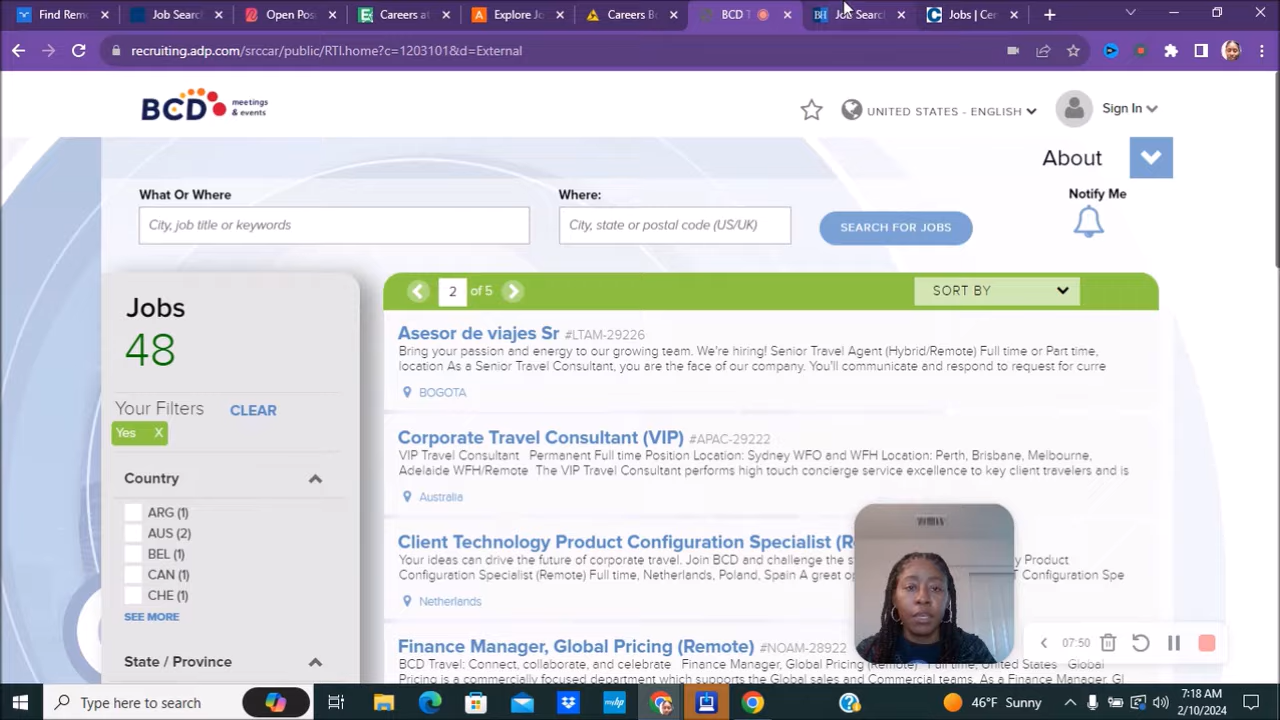 Find Remo
Job Searc
Open Pos
Careers at
Explore Jo
Careers Bo
BCD T
Job Searc
Jobs | Cen
recruiting.adp.com/srccar/public/RTI.home?c=1203101&d=External
BCD meetings & events
UNITED STATES - ENGLISH
Sign In
About
What Or Where
Where:
Notify Me
City, job title or keywords
City, state or postal code (US/UK)
SEARCH FOR JOBS
Jobs
48
Your Filters CLEAR
Yes X
Country
ARG (1)
AUS (2)
BEL (1)
CAN (1)
CHE (1)
SEE MORE
State / Province
2 of 5
SORT BY
Asesor de viajes Sr #LTAM-29226
Bring your passion and energy to our growing team. We're hiring! Senior Travel Agent (Hybrid/Remote) Full time or Part time,
location As a Senior Travel Consultant, you are the face of our company. You'll communicate and respond to request for curre
BOGOTA
Corporate Travel Consultant (VIP) #APAC-29222
VIP Travel Consultant Permanent Full time Position Location: Sydney WFO and WFH Location: Perth, Brisbane, Melbourne,
Adelaide WFH/Remote The VIP Travel Consultant performs high touch concierge service excellence to key client travelers and is
Australia
Client Technology Product Configuration Specialist (R
Your ideas can drive the future of corporate travel. Join BCD and challenge the s y Product
Configuration Specialist (Remote) Full time, Netherlands, Poland, Spain A great op T Configuration Spe
Netherlands
Finance Manager, Global Pricing (Remote) #NOAM-28922
BCD Travel: Connect, collaborate, and celebrate Finance Manager, Global Pricing (Remote) Full time, United States Global
Pricing is a commercially focused department which supports the Global sales and Commercial teams. As a Finance Manager, Gl
07:50
Type here to search
myhp
46°F Sunny
7:18 AM
2/10/2024